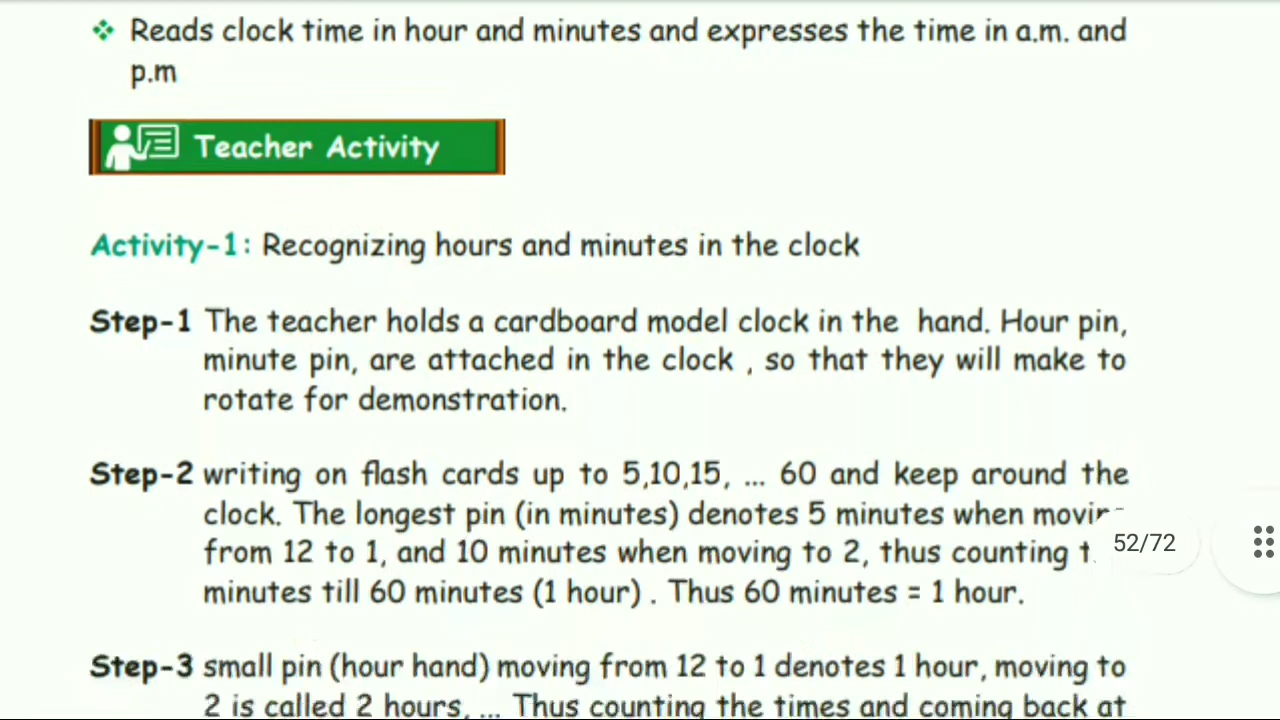 Reads clock time in hour and minutes and expresses the time in a.m. and
p.m
Teacher Activity
Activity-1: Recognizing hours and minutes in the clock
Step-1 The teacher holds a cardboard model clock in the hand. Hour pin,
minute pin, are attached in the clock , so that they will make to
rotate for demonstration.
Step-2 writing on flash cards up to 5,10,15, ... 60 and keep around the
clock. The longest pin (in minutes) denotes 5 minutes when
from 12 to 1, and 10 minutes when moving to 2, thus counting
52/72
minutes till 60 minutes (1 hour) . Thus 60 minutes = 1 hour.
Step-3 small pin (hour hand) moving from 12 to 1 denotes 1 hour, moving to
2 is called 2 hours, ... Thus counting the times and coming back at